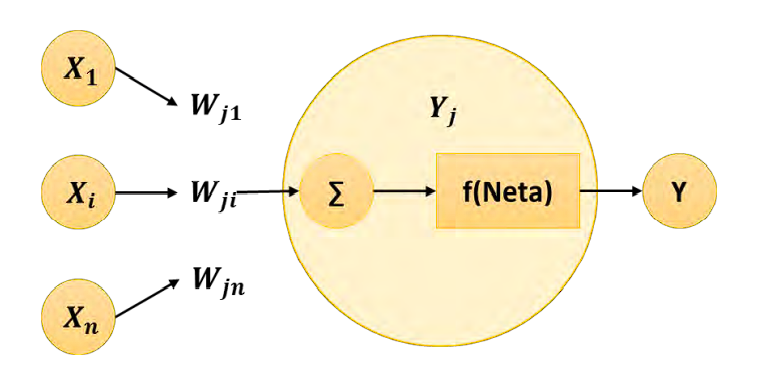 X₁
Wⱼ₁
Yⱼ
Xᵢ
Wⱼᵢ
Σ
f(Neta)
Y
Wⱼₙ
Xₙ